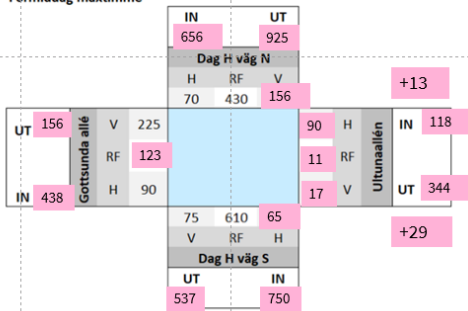 Förmiddag maxtimme
IN UT
656 925
Dag H väg N
H RF V
70 430 156
+13
UT 156 Gottsunda allé V 225 90 H Ultunaallén IN 118
RF 123 11 RF
IN 438 H 90 17 V UT 344
75 610 65
V RF H
+29
Dag H väg S
UT IN
537 750